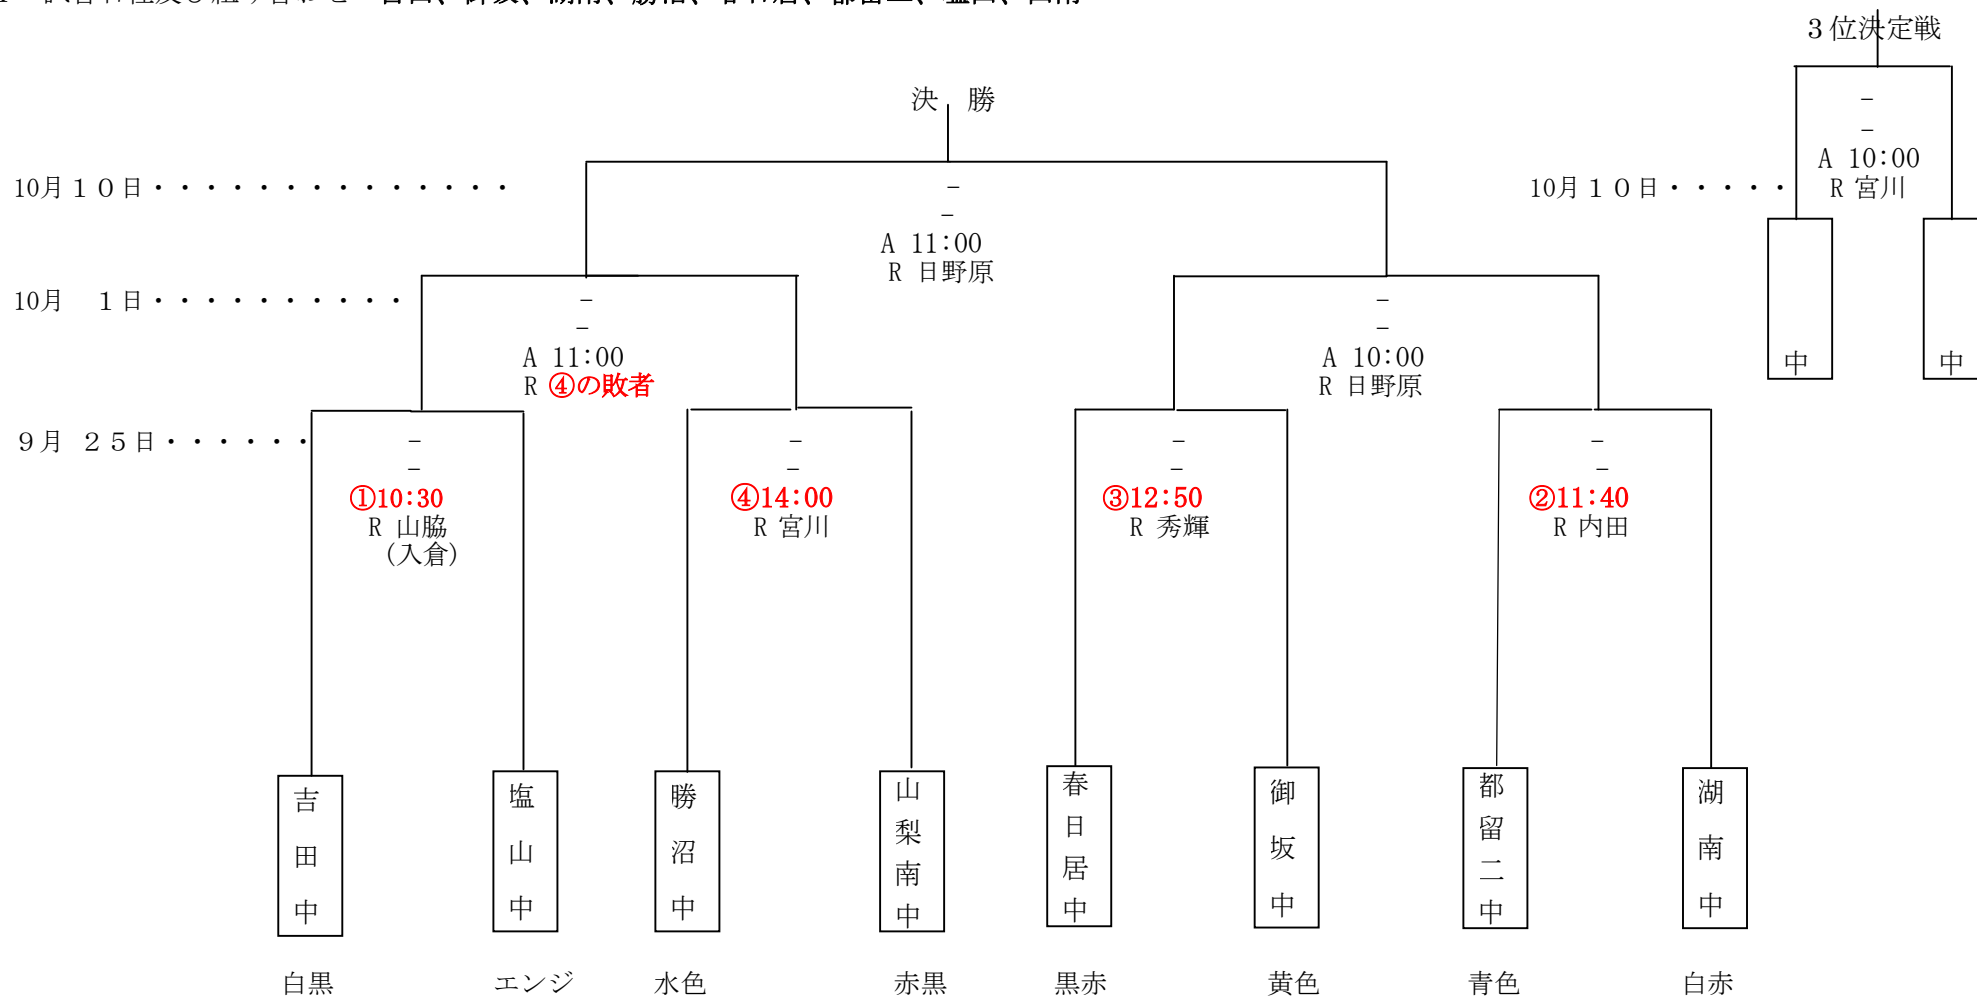 ３位決定戦
決　勝
－
－
A 10:00
R 宮川
10月１０日・・・・・・・・・・・・・・
－
－
A 11:00
R 日野原
10月１０日・・・・・
中
中
10月　１日・・・・・・・・・・
－
－
A 11:00
R ④の敗者
－
－
A 10:00
R 日野原
９月 ２５日・・・・・・
－
－
①10:30
R 山脇
(入倉)
－
－
④14:00
R 宮川
－
－
③12:50
R 秀輝
－
－
②11:40
R 内田
吉田中
塩山中
勝沼中
山梨南中
春日居中
御坂中
都留二中
湖南中
白黒
エンジ
水色
赤黒
黒赤
黄色
青色
白赤